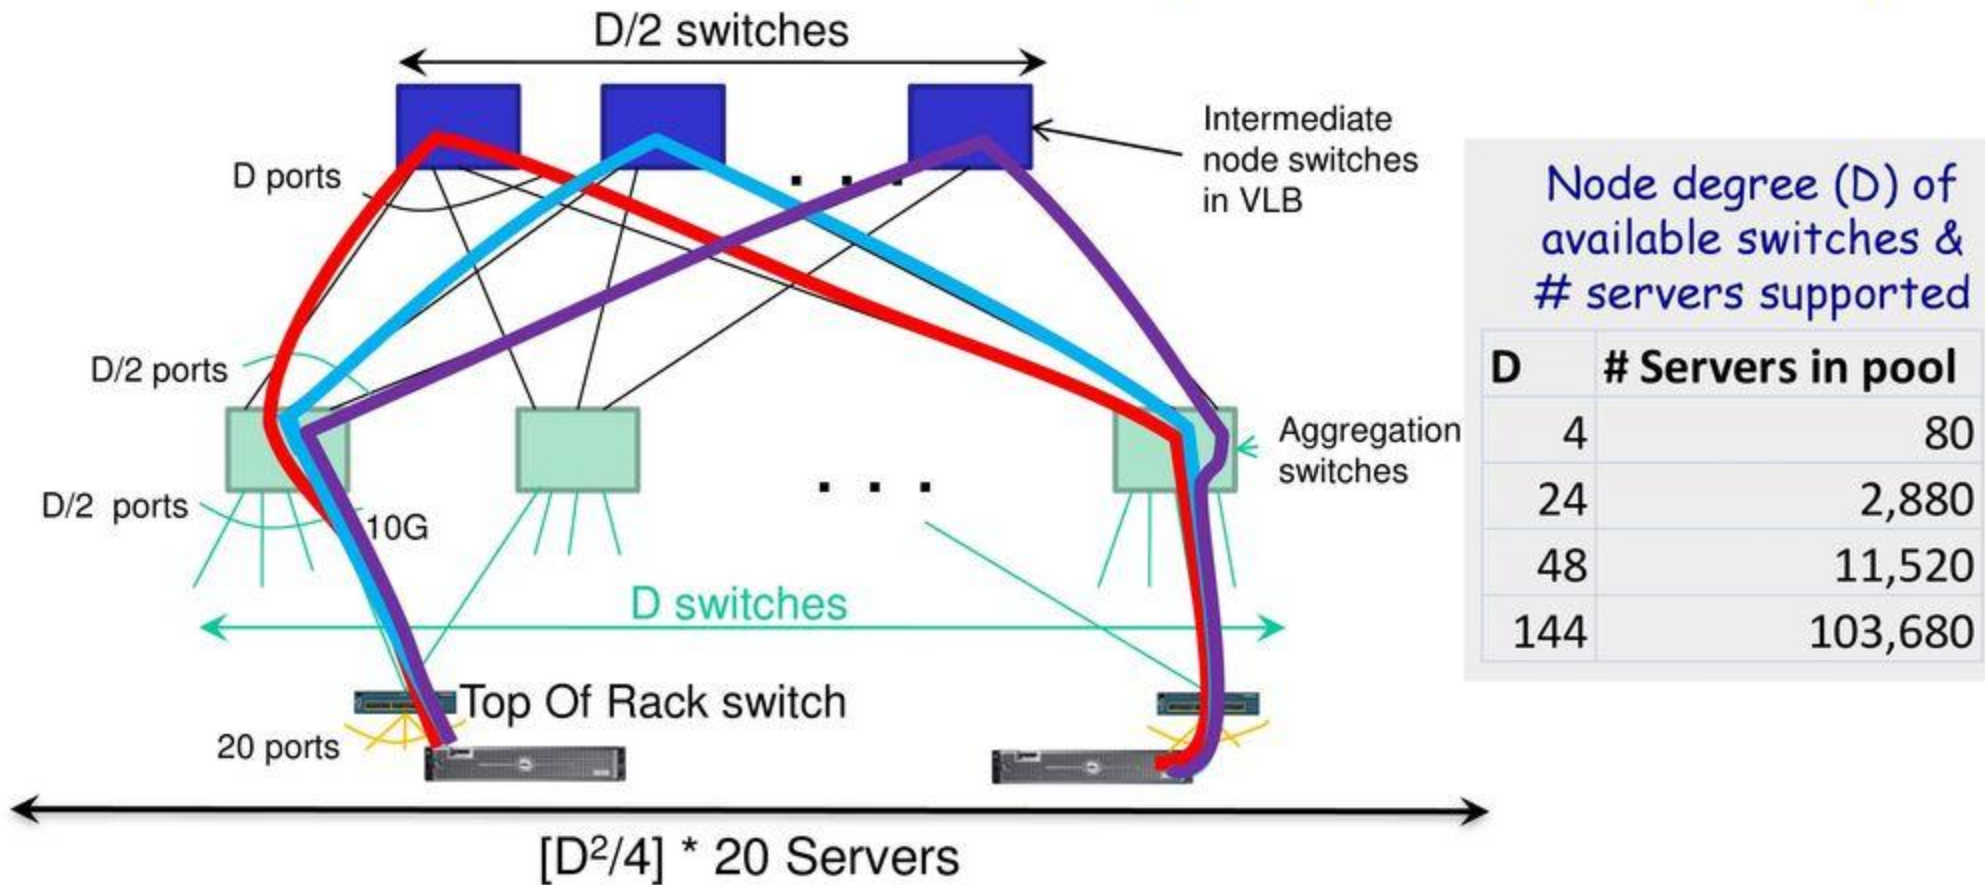 D/2 switches
D ports
Intermediate
node switches
in VLB
D/2 ports
Aggregation
switches
D/2 ports
10G
D switches
Top Of Rack switch
20 ports
[D²/4] * 20 Servers
Node degree (D) of
available switches &
# servers supported
D # Servers in pool
4 80
24 2,880
48 11,520
144 103,680